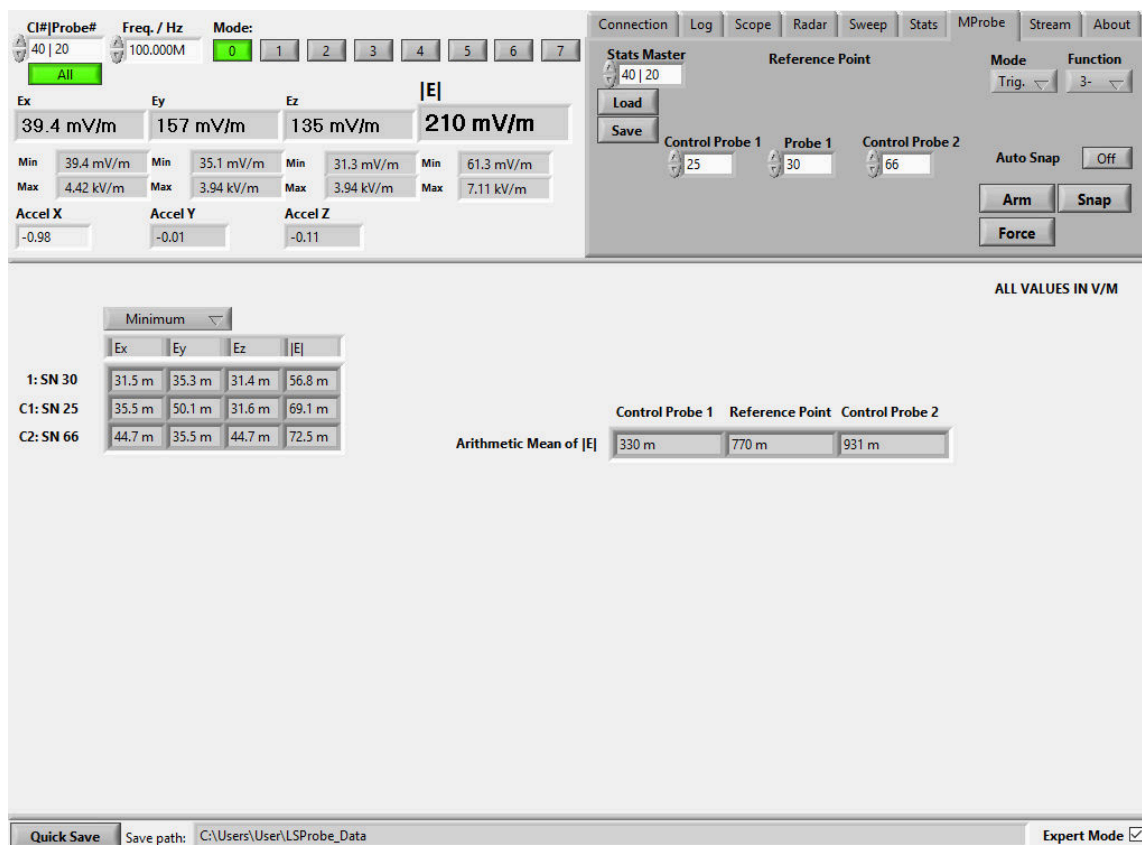 CI#|Probe# Freq. / Hz Mode:
40 | 20 100.000M 0 1 2 3 4 5 6 7
All
Ex Ey Ez |E|
39.4 mV/m 157 mV/m 135 mV/m 210 mV/m
Min 39.4 mV/m Min 35.1 mV/m Min 31.3 mV/m Min 61.3 mV/m
Max 4.42 kV/m Max 3.94 kV/m Max 3.94 kV/m Max 7.11 kV/m
Accel X Accel Y Accel Z
-0.98 -0.01 -0.11
Connection Log Scope Radar Sweep Stats MProbe Stream About
Stats Master Reference Point Mode Function
40 | 20 Trig. 3-
Load
Save
Control Probe 1 Probe 1 Control Probe 2
25 30 66
Auto Snap Off
Arm Snap
Force
ALL VALUES IN V/M
Minimum
Ex Ey Ez |E|
1: SN 30 31.5 m 35.3 m 31.4 m 56.8 m
C1: SN 25 35.5 m 50.1 m 31.6 m 69.1 m
C2: SN 66 44.7 m 35.5 m 44.7 m 72.5 m
Control Probe 1 Reference Point Control Probe 2
Arithmetic Mean of |E| 330 m 770 m 931 m
Quick Save Save path: C:\Users\User\LSProbe_Data Expert Mode